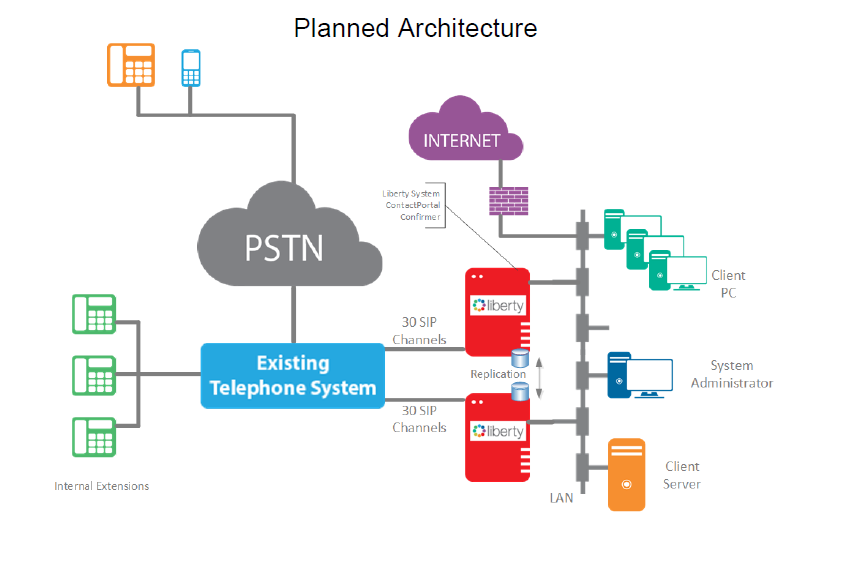 Planned Architecture
INTERNET
Liberty System
ContactPortal
Confirmer
PSTN
Client
PC
liberty
30 SIP
Channels
Existing
Telephone System
Replication
System
Administrator
30 SIP
Channels
liberty
Client
Server
Internal Extensions
LAN